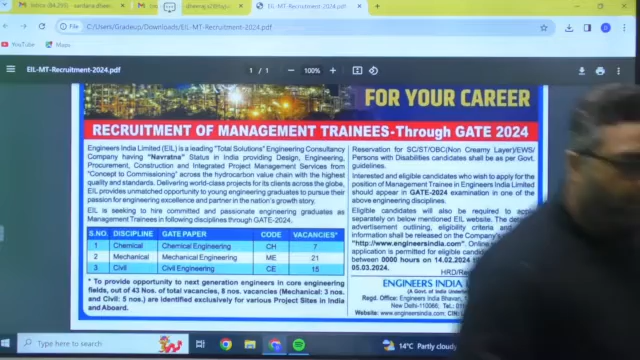 EIL-MT-Recruitment-2024.pdf
File
C:/Users/Gradeup/Downloads/EIL-MT-Recruitment-2024.pdf
YouTube
Maps
EIL-MT-Recruitment-2024.pdf
1 / 1
100%
FOR YOUR CAREER
RECRUITMENT OF MANAGEMENT TRAINEES-Through GATE 2024
Engineers India Limited (EIL) is a leading "Total Solutions" Engineering Consultancy
Company having "Navratna" Status in India providing Design, Engineering,
Procurement, Construction and Integrated Project Management Services from
"Concept to Commissioning" across the hydrocarbon value chain with the highest
quality and standards. Delivering world-class projects for its clients across the globe,
EIL provides unmatched opportunity to young engineering graduates to pursue their
passion for engineering excellence and partner in the nation's growth story.
EIL is seeking to hire committed and passionate engineering graduates as
Management Trainees in following disciplines through GATE-2024.
S.NO. DISCIPLINE GATE PAPER CODE VACANCIES*
1 Chemical Chemical Engineering CH 7
2 Mechanical Mechanical Engineering ME 21
3 Civil Civil Engineering CE 15
* To provide opportunity to next generation engineers in core engineering
fields, out of 43 Nos. of total vacancies, 8 nos. vacancies (Mechanical: 3 nos.
and Civil: 5 nos.) are identified exclusively for various Project Sites in India
and Aboard.
Reservation for SC/ST/OBC(Non Creamy Layer)/EWS/
Persons with Disabilities candidates shall be as per Govt.
guidelines.
Interested and eligible candidates who wish to apply for the
position of Management Trainee in Engineers India Limited
should appear in GATE-2024 examination in one of the
above engineering disciplines.
Eligible candidates will also be required to
separately on below mentioned EIL website. The
advertisement outlining, eligibility criteria and
information shall be released on the Company's
"http://www.engineersindia.com". Online
application is permitted for eligible
between 0000 hours on 14.02.2024
05.03.2024.
HRD/
ENGINEERS INDIA
(A Govt. of India
Regd. Office: Engineers India Bhavan, 1,
New Delhi-110066,
Website: www.engineersindia.com
Type here to search
14°C Partly cloudy